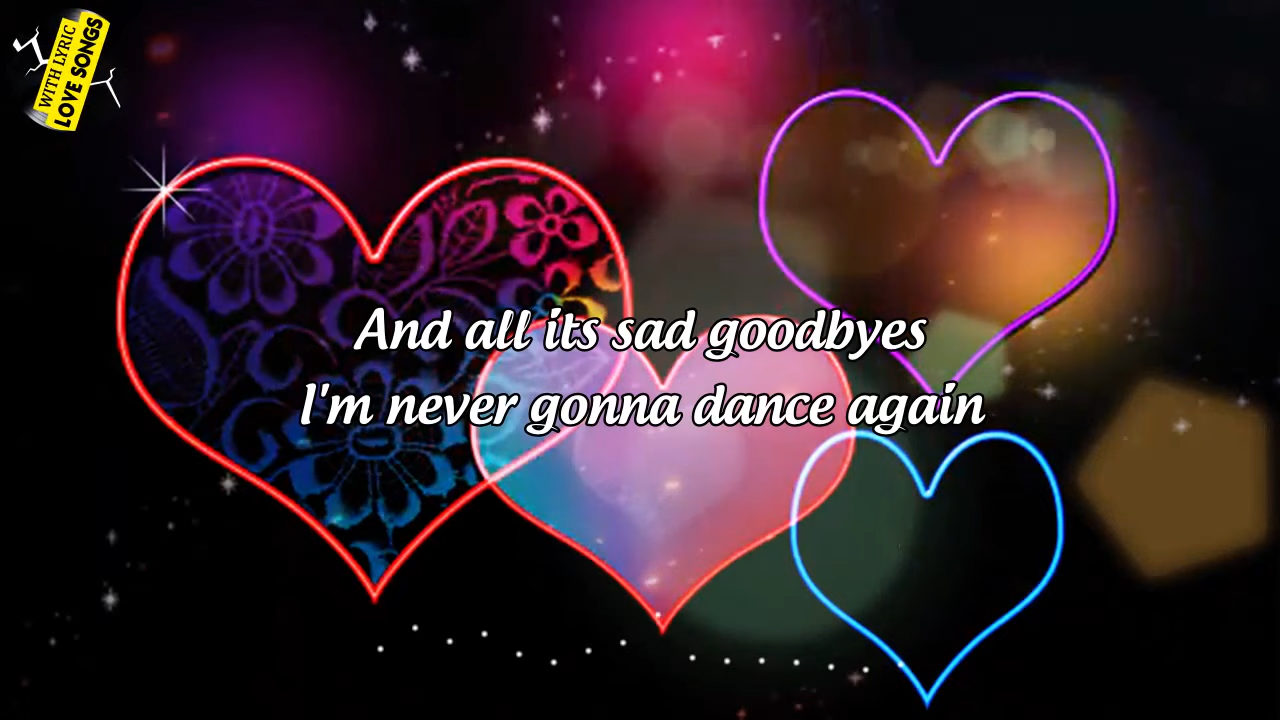 WITH LYRIC
LOVE SONGS
And all its sad goodbyes
I'm never gonna dance again